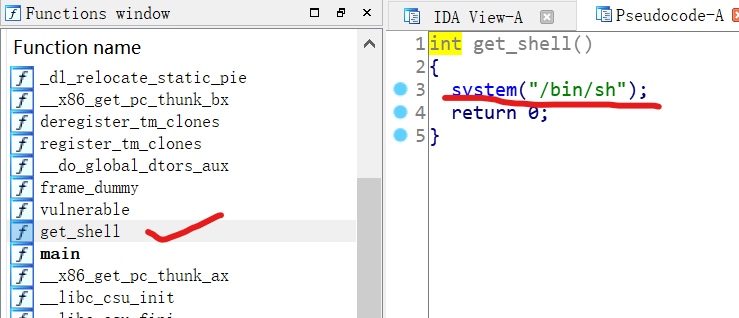 Functions window
IDA View-A
Pseudocode-A
Function name
f _dl_relocate_static_pie
f __x86_get_pc_thunk_bx
f deregister_tm_clones
f register_tm_clones
f __do_global_dtors_aux
f frame_dummy
f vulnerable
f get_shell
f main
f __x86_get_pc_thunk_ax
f __libc_csu_init
f __libc_csu_fini
1 int get_shell()
2 {
3 system("/bin/sh");
4 return 0;
5 }